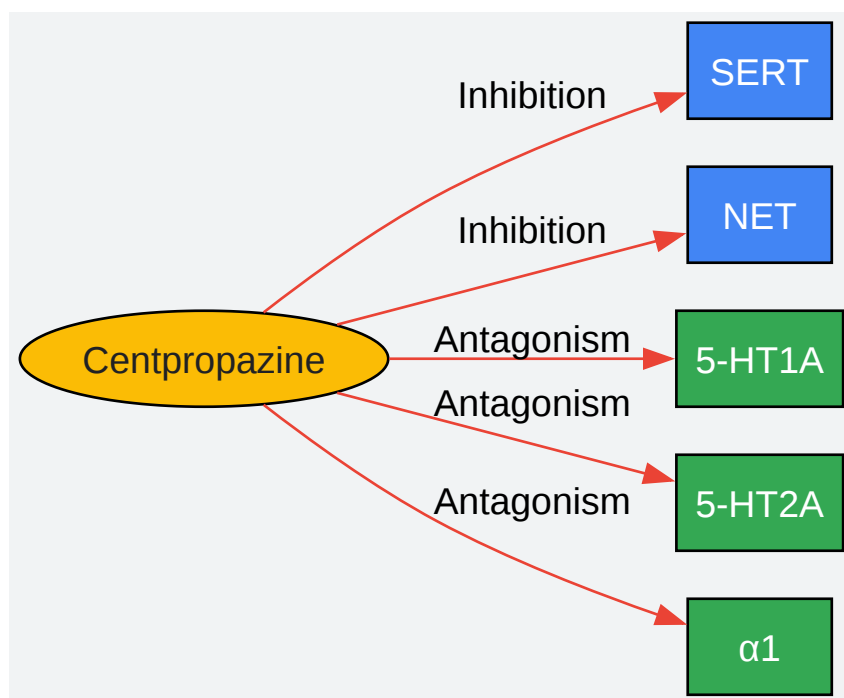 SERT
Inhibition
NET
Inhibition
Antagonism
Centpropazine
5-HT1A
Antagonism
5-HT2A
Antagonism
α1